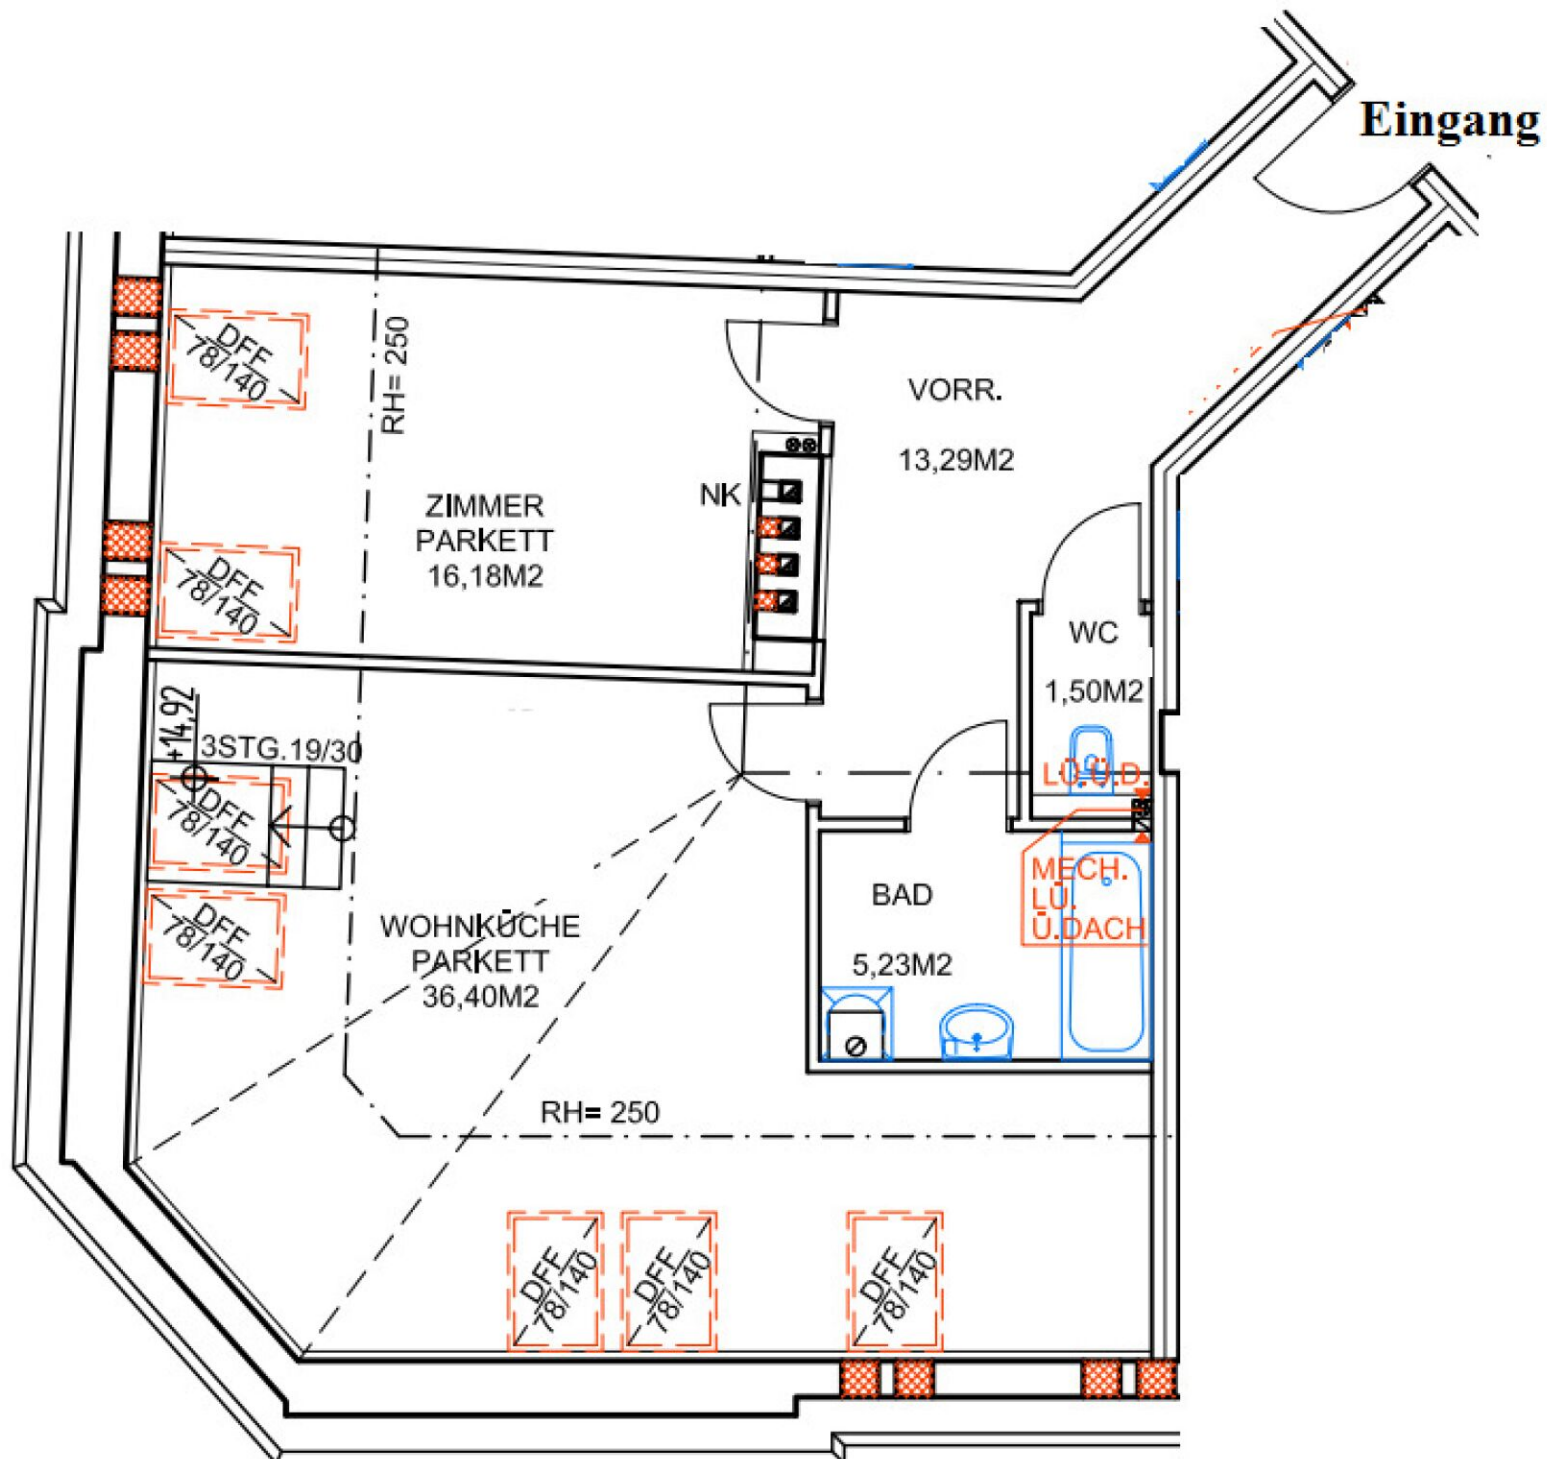 Eingang
DFF
78/140
RH= 250
VORR.
13,29M2
ZIMMER
PARKETT
16,18M2
NK
DFF
78/140
WC
1,50M2
+14,92
3STG.19/30
DFF
78/140
LÜ.Ü.D.
MECH.
LÜ.
Ü.DACH
BAD
5,23M2
DFF
78/140
WOHNKÜCHE
PARKETT
36,40M2
RH= 250
DFF
78/140
DFF
78/140
DFF
78/140